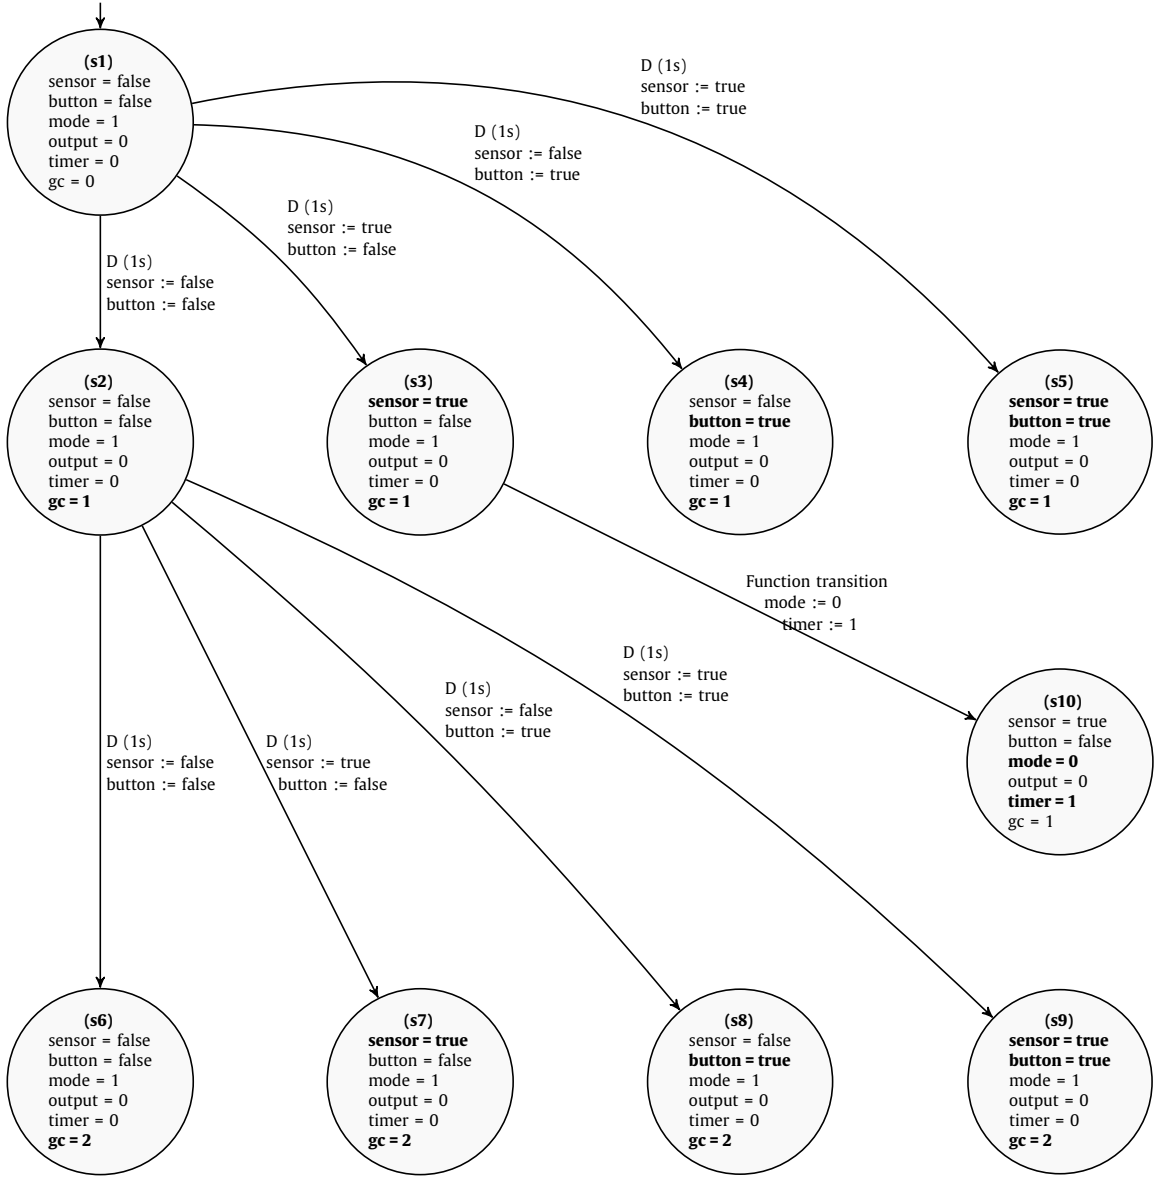 (s1)
sensor = false
button = false
mode = 1
output = 0
timer = 0
gc = 0
D (1s)
sensor := true
button := true
D (1s)
sensor := false
button := true
D (1s)
sensor := true
button := false
D (1s)
sensor := false
button := false
(s2)
sensor = false
button = false
mode = 1
output = 0
timer = 0
gc = 1
(s3)
sensor = true
button = false
mode = 1
output = 0
timer = 0
gc = 1
(s4)
sensor = false
button = true
mode = 1
output = 0
timer = 0
gc = 1
(s5)
sensor = true
button = true
mode = 1
output = 0
timer = 0
gc = 1
Function transition
mode := 0
timer := 1
D (1s)
sensor := true
button := true
D (1s)
sensor := false
button := true
D (1s)
sensor := false
button := false
D (1s)
sensor := true
button := false
(s10)
sensor = true
button = false
mode = 0
output = 0
timer = 1
gc = 1
(s6)
sensor = false
button = false
mode = 1
output = 0
timer = 0
gc = 2
(s7)
sensor = true
button = false
mode = 1
output = 0
timer = 0
gc = 2
(s8)
sensor = false
button = true
mode = 1
output = 0
timer = 0
gc = 2
(s9)
sensor = true
button = true
mode = 1
output = 0
timer = 0
gc = 2